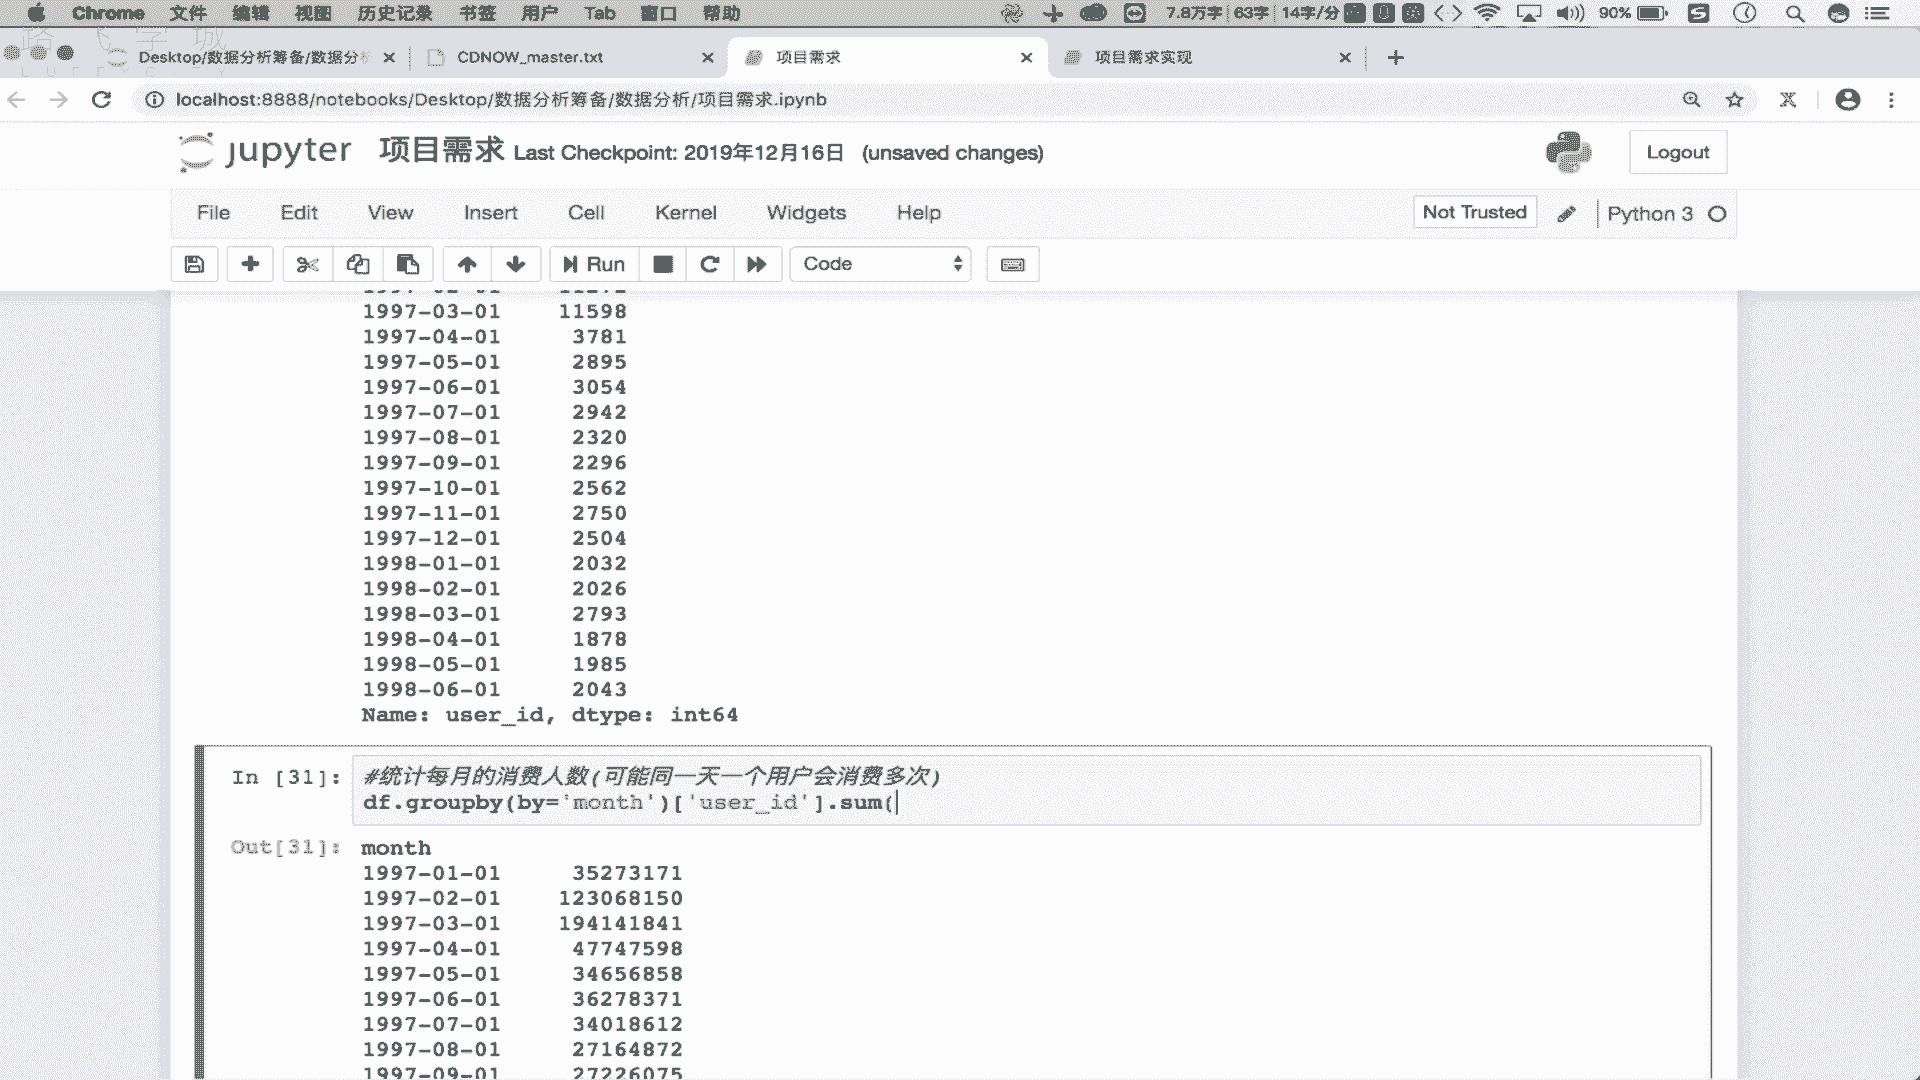 Chrome 文件 编辑 视图 历史记录 书签 用户 Tab 窗口 帮助 7.8万字 63字 14字/分 90%
Desktop/数据分析筹备/数据分析 CDNOW_master.txt 项目需求 项目需求实现
localhost:8888/notebooks/Desktop/数据分析筹备/数据分析/项目需求.ipynb
jupyter 项目需求 Last Checkpoint: 2019年12月16日 (unsaved changes) Logout
File Edit View Insert Cell Kernel Widgets Help Not Trusted Python 3
Run Code
1997-03-01 11598
1997-04-01 3781
1997-05-01 2895
1997-06-01 3054
1997-07-01 2942
1997-08-01 2320
1997-09-01 2296
1997-10-01 2562
1997-11-01 2750
1997-12-01 2504
1998-01-01 2032
1998-02-01 2026
1998-03-01 2793
1998-04-01 1878
1998-05-01 1985
1998-06-01 2043
Name: user_id, dtype: int64
In [31]: #统计每月的消费人数(可能同一天一个用户会消费多次)
df.groupby(by='month')['user_id'].sum(
Out[31]: month
1997-01-01 35273171
1997-02-01 123068150
1997-03-01 194141841
1997-04-01 47747598
1997-05-01 34656858
1997-06-01 36278371
1997-07-01 34018612
1997-08-01 27164872
1997-09-01 27226075